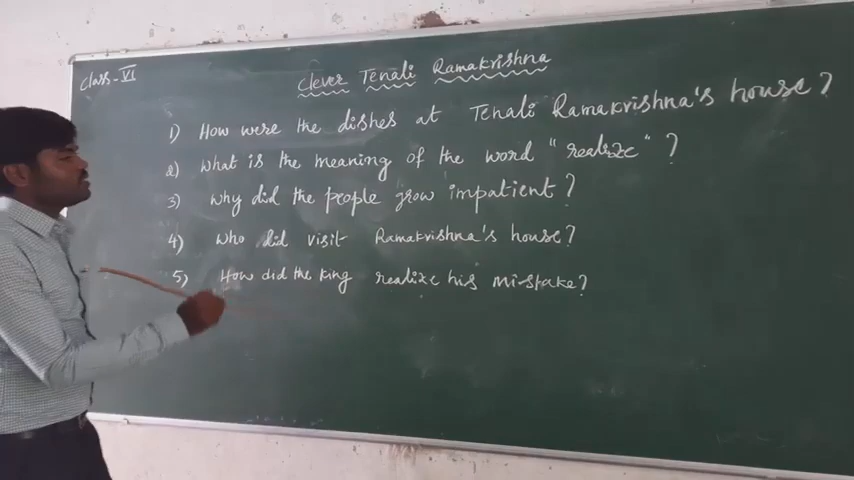 Class - VI
Clever Tenali Ramakrishna
1) How were the dishes at Tenali Ramakrishna's house?
2) What is the meaning of the word "realize"?
3) why did the people grow impatient?
4) Who did visit Ramakrishna's house?
5) How did the king realize his mistake?